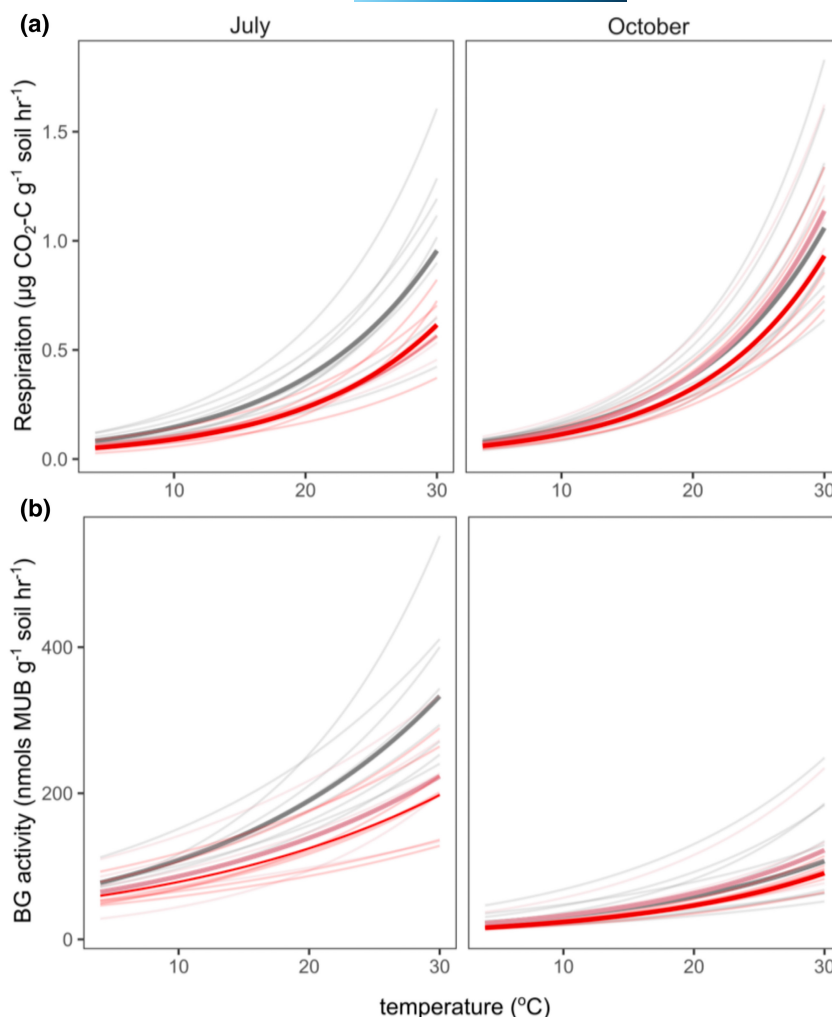 (a)
July
October
Respiraiton (µg CO₂-C g⁻¹ soil hr⁻¹)
1.5
1.0
0.5
0.0
10
20
30
10
20
30
(b)
BG activity (nmols MUB g⁻¹ soil hr⁻¹)
400
200
0
10
20
30
10
20
30
temperature (ºC)